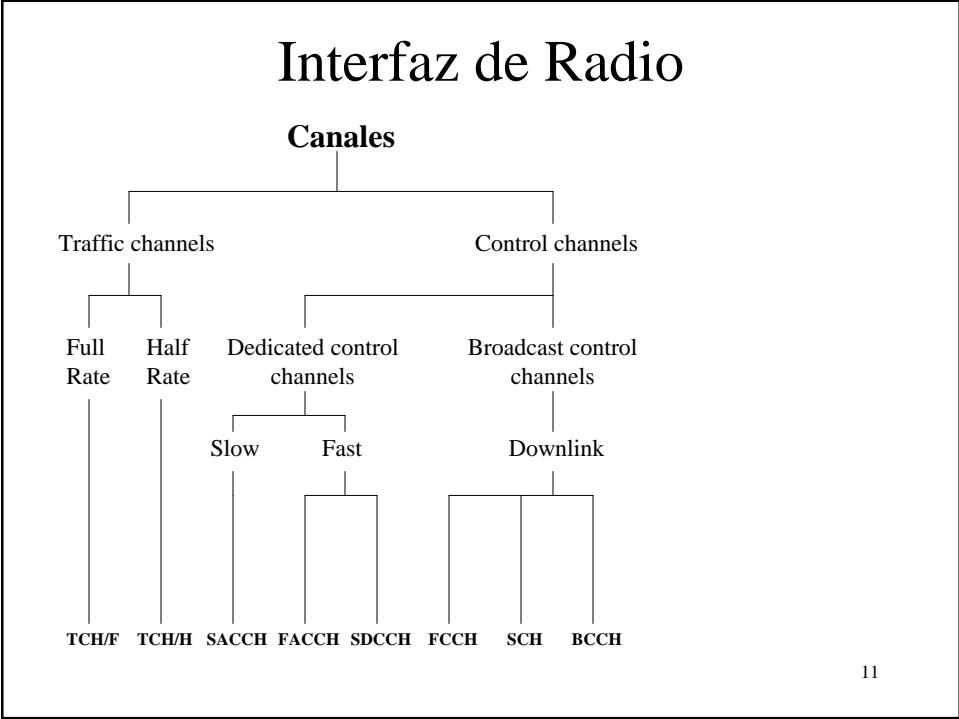 Interfaz de Radio
Canales
Traffic channels
Control channels
Full
Rate
Half
Rate
Dedicated control
channels
Broadcast control
channels
Slow
Fast
Downlink
TCH/F
TCH/H
SACCH
FACCH
SDCCH
FCCH
SCH
BCCH
11